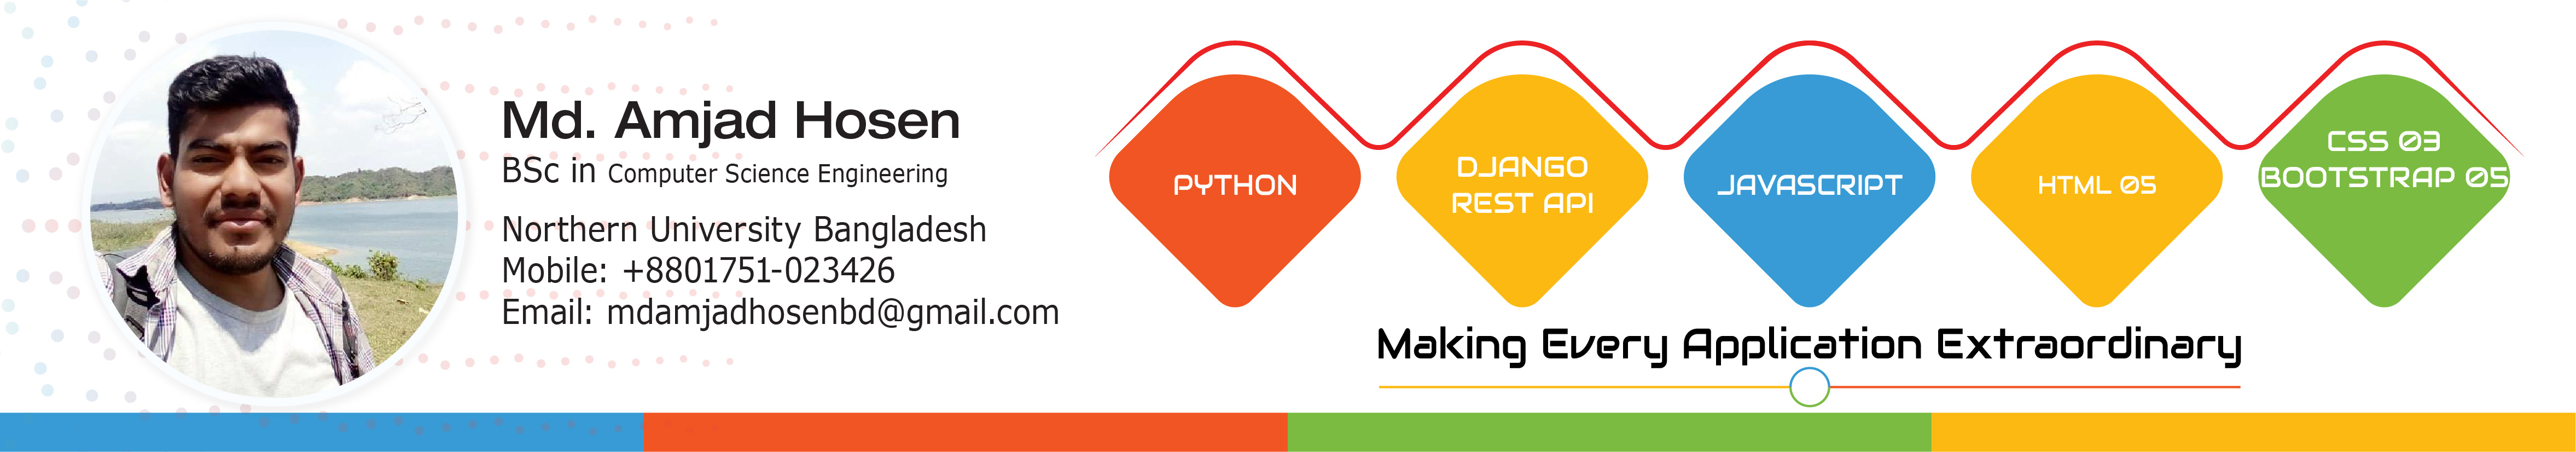 Md. Amjad Hosen
BSc in Computer Science Engineering
Northern University Bangladesh
Mobile: +8801751-023426
Email: mdamjadhosenbd@gmail.com
PYTHON
DJANGO
REST API
JAVASCRIPT
HTML 05
CSS 03
BOOTSTRAP 05
Making Every Application Extraordinary